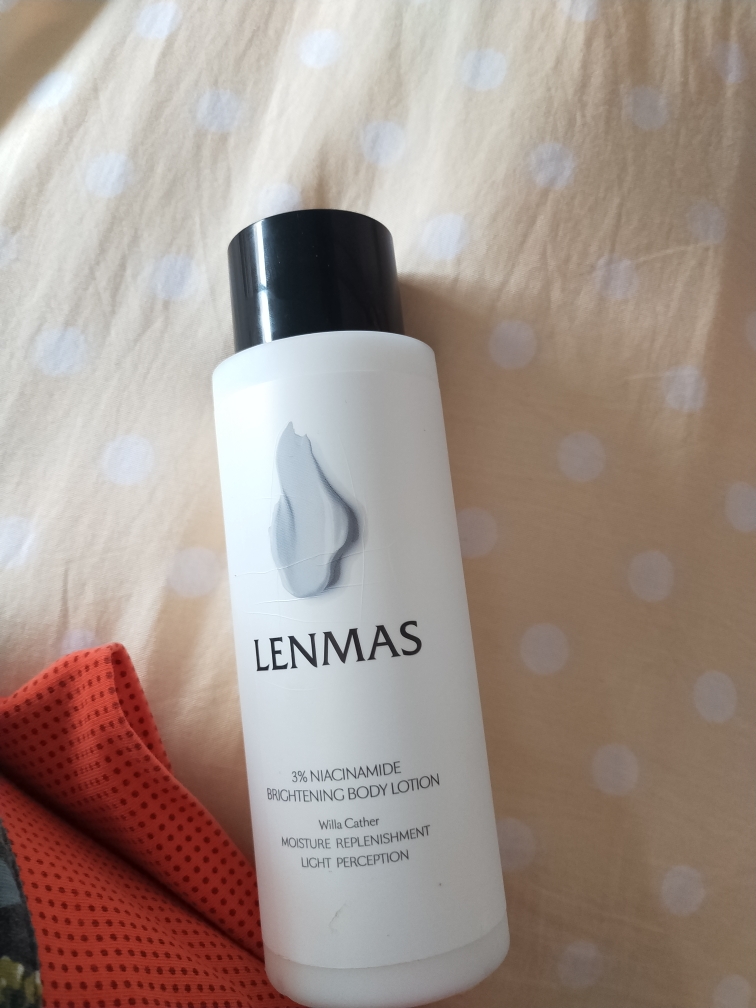 LENMAS
3% NIACINAMIDE
BRIGHTENING BODY LOTION
Willa Cather
MOISTURE REPLENISHMENT
LIGHT PERCEPTION